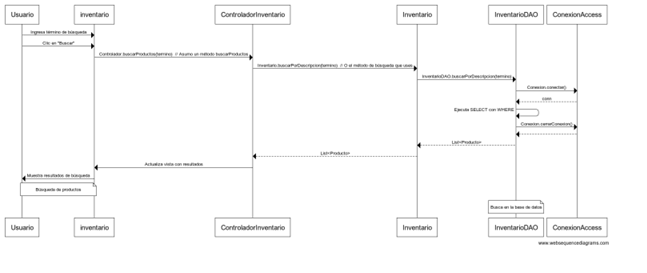 Usuario
inventario
ControladorInventario
Inventario
InventarioDAO
ConexionAccess
Ingresa término de búsqueda
Clic en "Buscar"
Controlador.buscarProductos(termino) // Asumo un método buscarProductos
Inventario.buscarPorDescripcion(termino) // O el método de búsqueda que uses
InventarioDAO.buscarPorDescripcion(termino)
Conexion.conectar()
conn
Ejecuta SELECT con WHERE
Conexion.cerrarConexion()
List<Producto>
List<Producto>
Actualiza vista con resultados
Muestra resultados de búsqueda
Búsqueda de productos
Busca en la base de datos
Usuario
inventario
ControladorInventario
Inventario
InventarioDAO
ConexionAccess
www.websequencediagrams.com